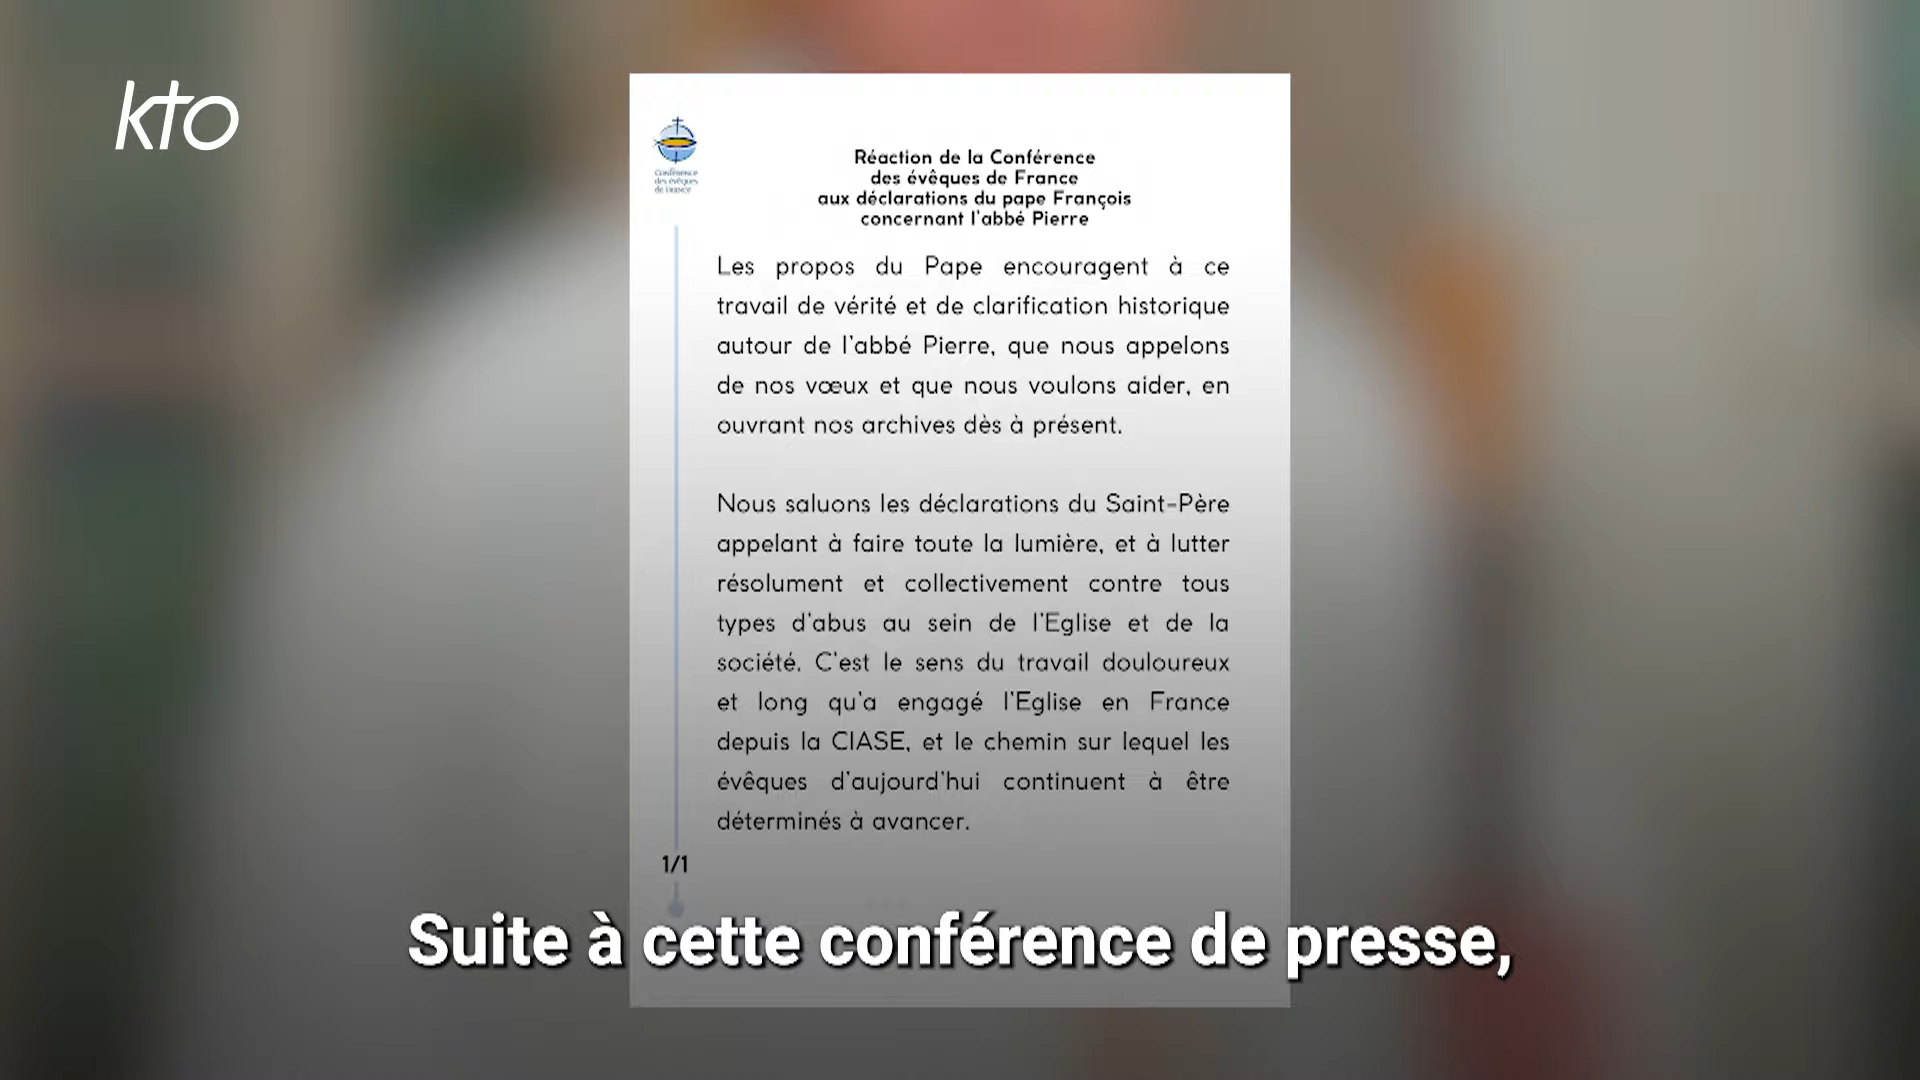 kto
Conférence
des évêques
de France
Réaction de la Conférence
des évêques de France
aux déclarations du pape François
concernant l'abbé Pierre
Les propos du Pape encouragent à ce
travail de vérité et de clarification historique
autour de l'abbé Pierre, que nous appelons
de nos vœux et que nous voulons aider, en
ouvrant nos archives dès à présent.
Nous saluons les déclarations du Saint-Père
appelant à faire toute la lumière, et à lutter
résolument et collectivement contre tous
types d'abus au sein de l'Eglise et de la
société. C'est le sens du travail douloureux
et long qu'a engagé l'Eglise en France
depuis la CIASE, et le chemin sur lequel les
évêques d'aujourd'hui continuent à être
déterminés à avancer.
1/1
Suite à cette conférence de presse,